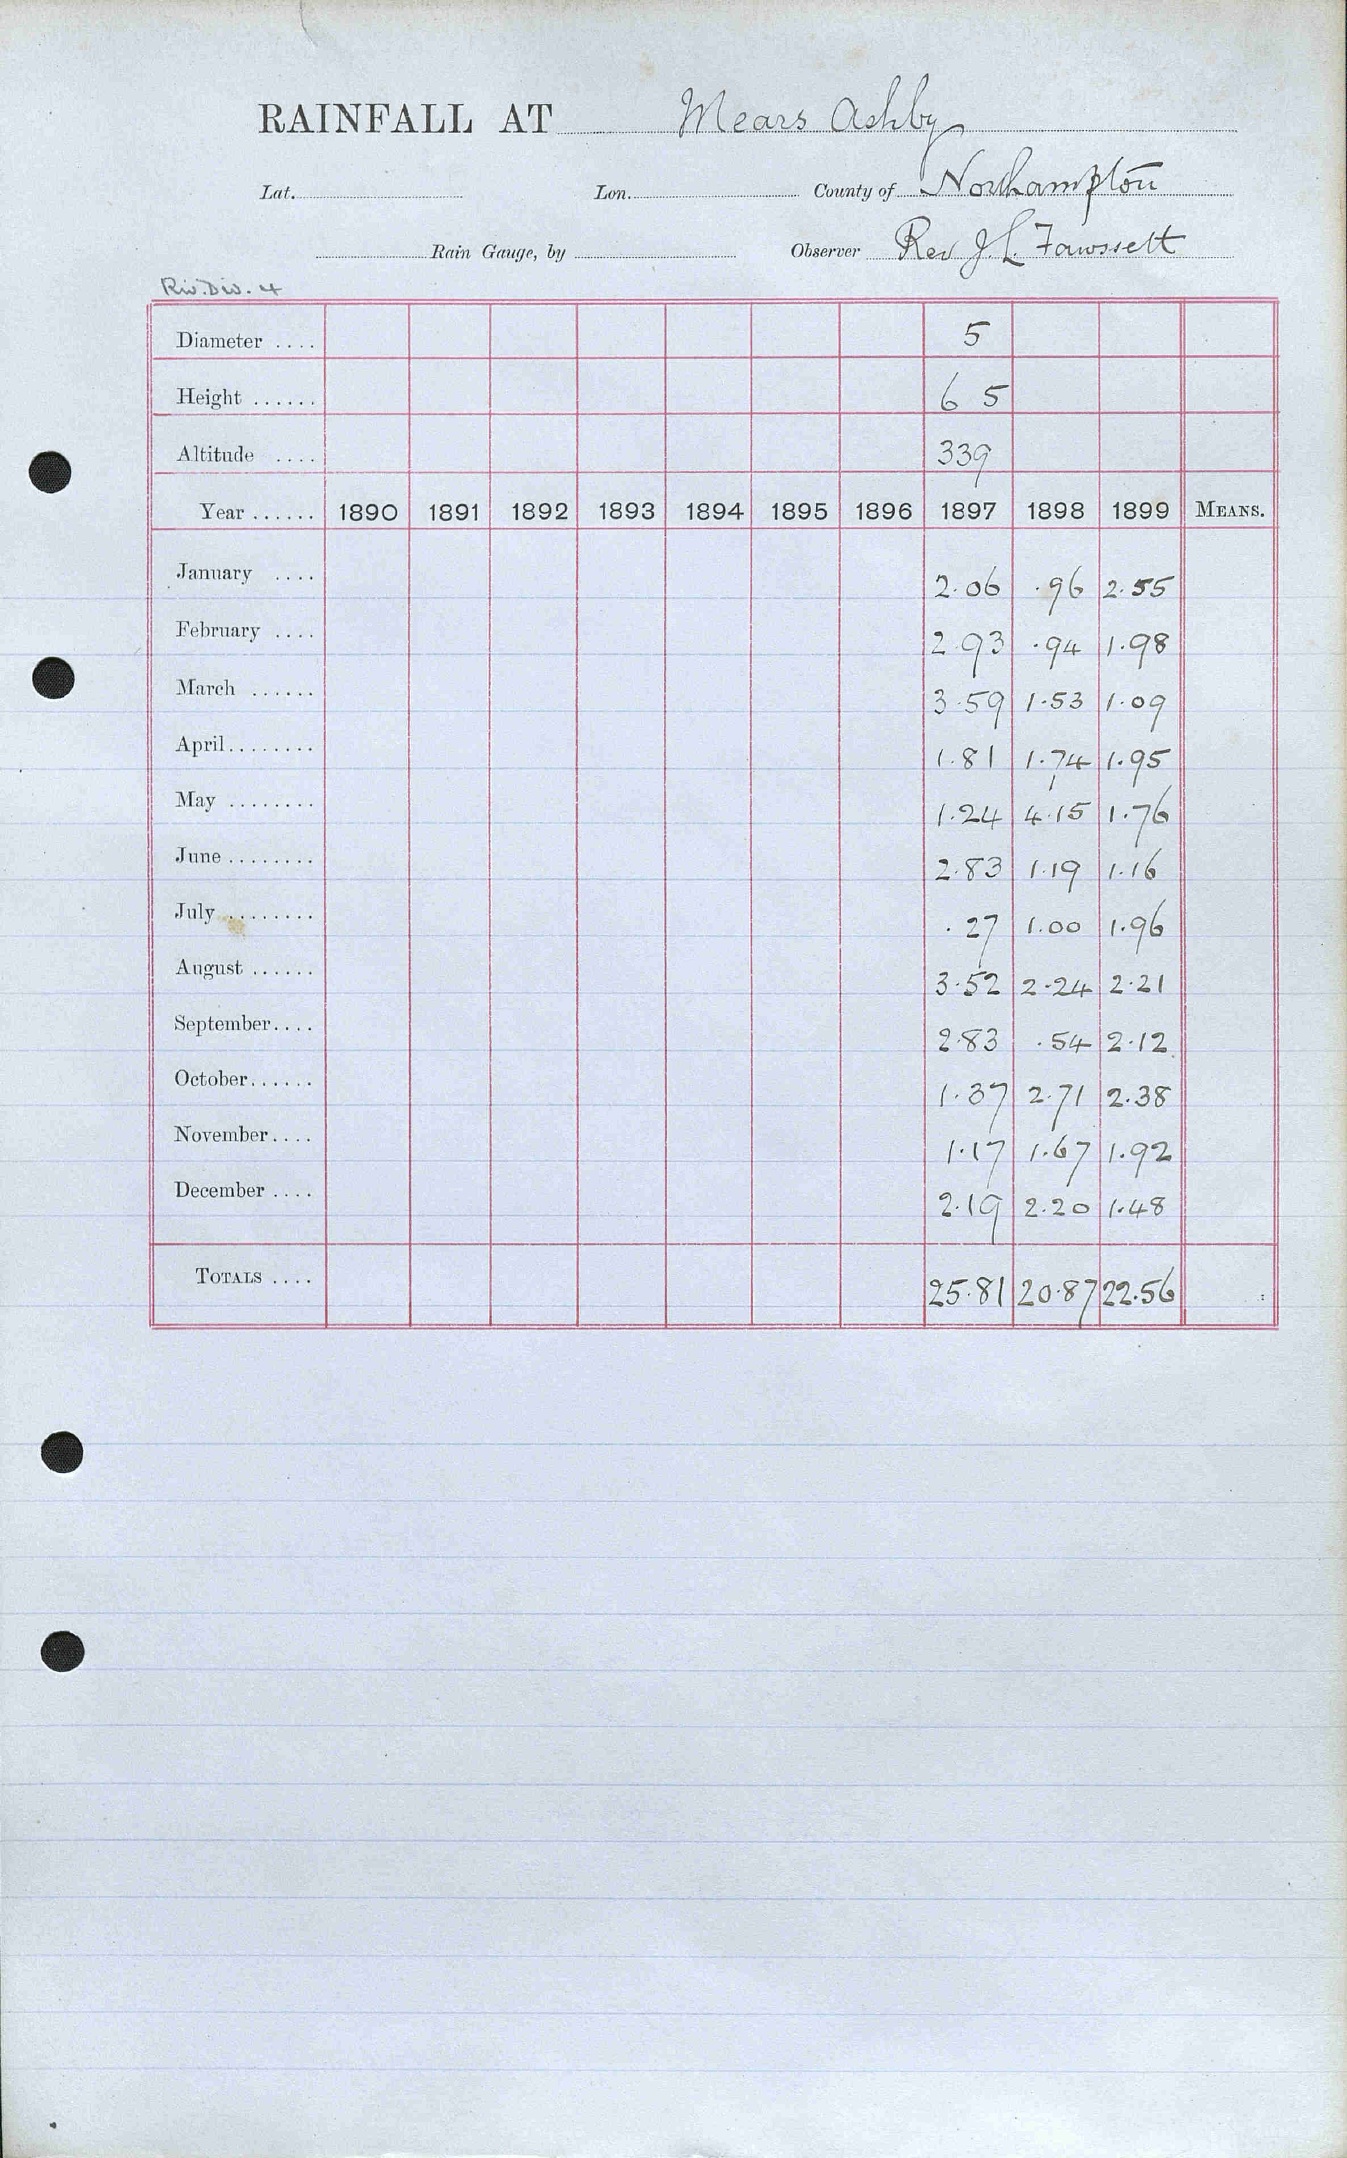 RAINFALL AT Mears Ashby
Lat. Lon. County of Northampton
Rain Gauge, by Observer Rev J. L. Fawssett
Riv. Div. 4
Diameter .... 5
Height ...... 6 5
Altitude .... 339
Year ...... 1890 1891 1892 1893 1894 1895 1896 1897 1898 1899 MEANS.
January .... 2.06 .96 2.55
February .... 2.93 .94 1.98
March ...... 3.59 1.53 1.09
April........ 1.81 1.74 1.95
May ........ 1.24 4.15 1.76
June ........ 2.83 1.19 1.16
July ........ .27 1.00 1.96
August ...... 3.52 2.24 2.21
September.... 2.83 .54 2.12
October...... 1.37 2.71 2.38
November.... 1.17 1.67 1.92
December .... 2.19 2.20 1.48
TOTALS .... 25.81 20.87 22.56